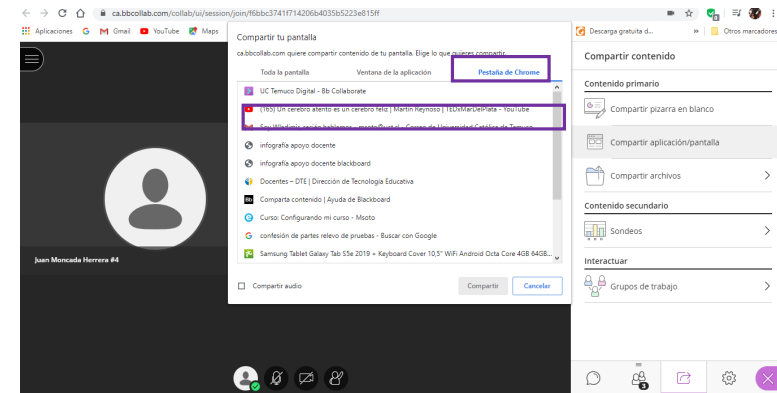 ca.bbcollab.com/collab/ui/session/join/f6bbc3741f714206b4035b5223e815ff
Aplicaciones
Gmail
YouTube
Maps
Descarga gratuita d...
»
Otros marcadores
Compartir tu pantalla
ca.bbcollab.com quiere compartir contenido de tu pantalla. Elige lo que quieres compartir.
Toda la pantalla
Ventana de la aplicación
Pestaña de Chrome
UC Temuco Digital - Bb Collaborate
(165) Un cerebro atento es un cerebro feliz | Martín Reynoso | TEDxMarDelPlata - YouTube
infografía apoyo docente
infografía apoyo docente blackboard
Docentes – DTE | Dirección de Tecnología Educativa
Bb Comparta contenido | Ayuda de Blackboard
Curso: Configurando mi curso - Msoto
confesión de partes relevo de pruebas - Buscar con Google
Samsung Tablet Galaxy Tab S5e 2019 + Keyboard Cover 10,5" WiFi Android Octa Core 4GB 64GB...
Compartir audio
Compartir
Cancelar
Juan Moncada Herrera #4
Compartir contenido
Contenido primario
Compartir pizarra en blanco
Compartir aplicación/pantalla
Compartir archivos
Contenido secundario
Sondeos
Interactuar
Grupos de trabajo
3